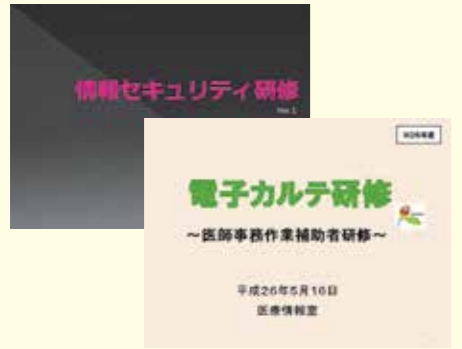 情報セキュリティ研修
Ver.1
電子カルテ研修
～医師事務作業補助者研修～
平成26年5月16日
医療情報室